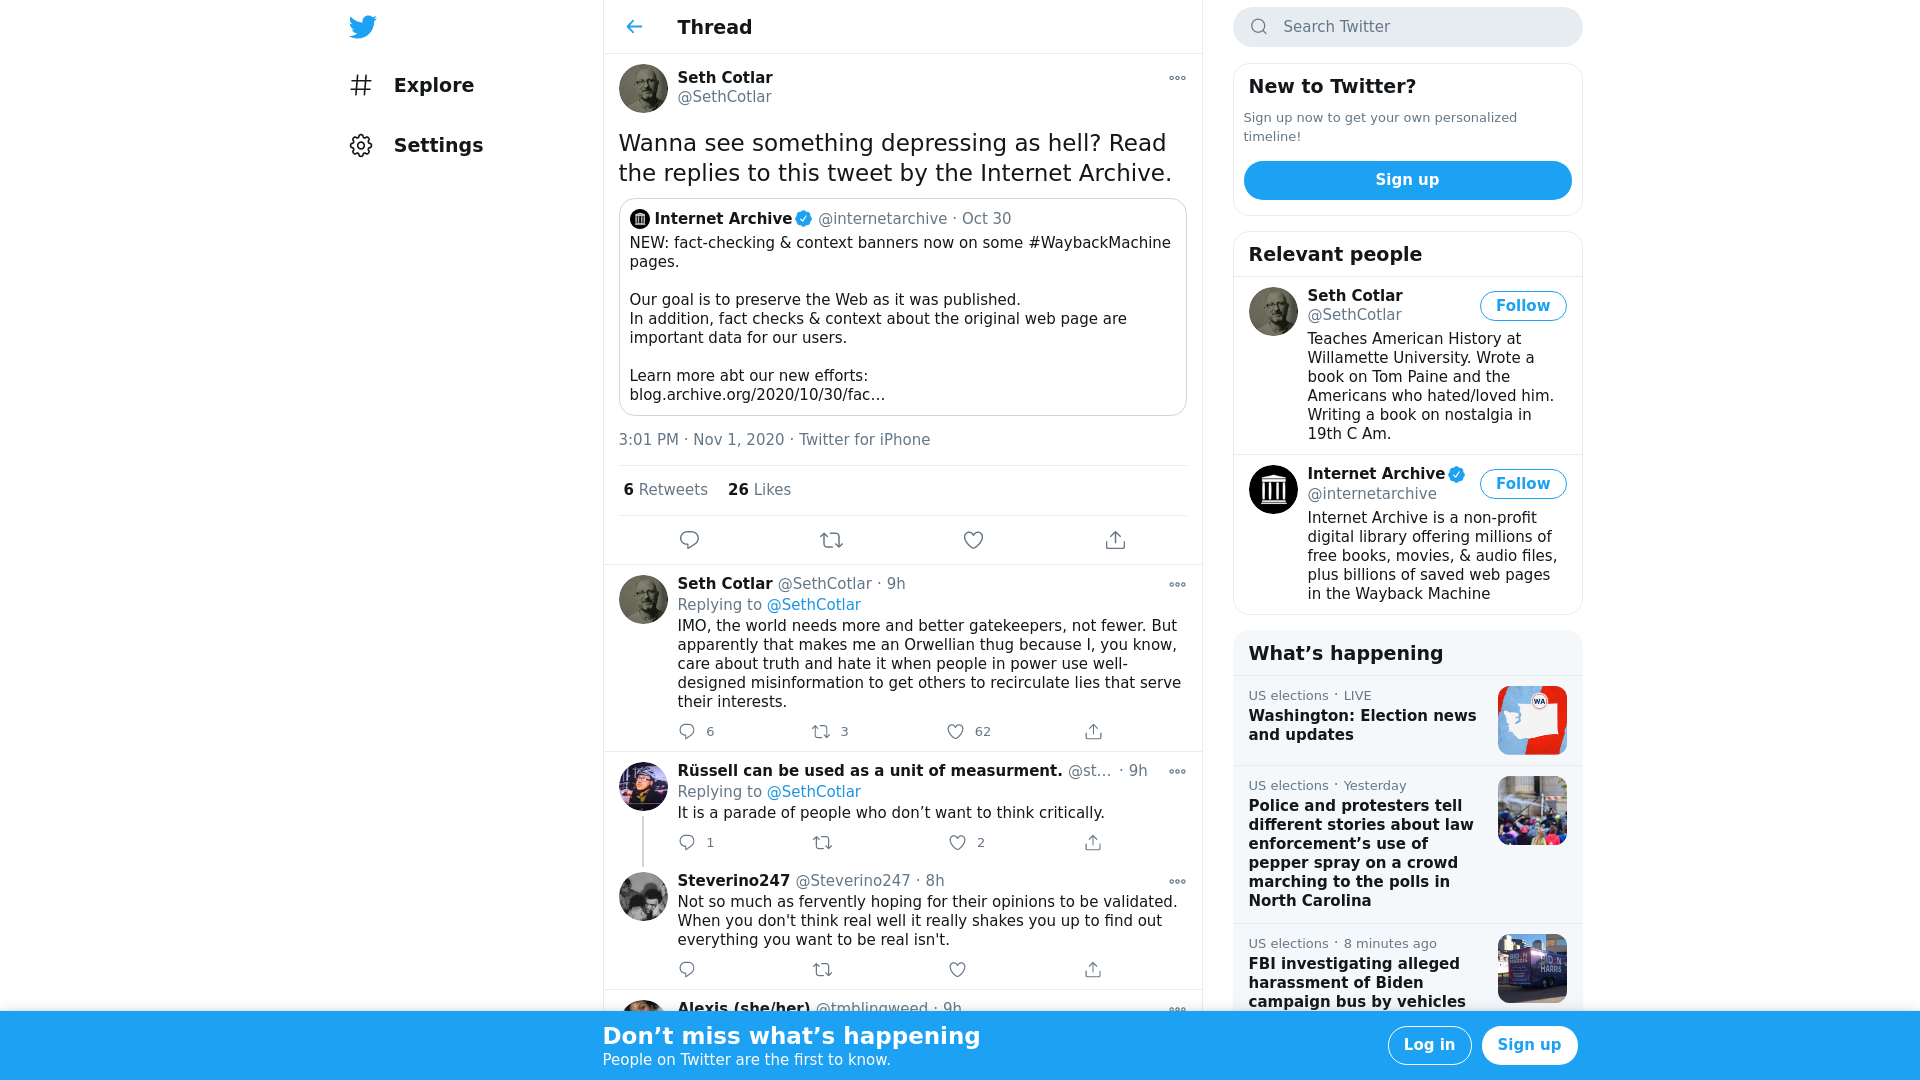 Explore
Settings
Thread
Seth Cotlar
@SethCotlar
Wanna see something depressing as hell? Read
the replies to this tweet by the Internet Archive.
Internet Archive @internetarchive · Oct 30
NEW: fact-checking & context banners now on some #WaybackMachine
pages.
Our goal is to preserve the Web as it was published.
In addition, fact checks & context about the original web page are
important data for our users.
Learn more abt our new efforts:
blog.archive.org/2020/10/30/fac…
3:01 PM · Nov 1, 2020 · Twitter for iPhone
6 Retweets 26 Likes
Seth Cotlar @SethCotlar · 9h
Replying to @SethCotlar
IMO, the world needs more and better gatekeepers, not fewer. But
apparently that makes me an Orwellian thug because I, you know,
care about truth and hate it when people in power use well-
designed misinformation to get others to recirculate lies that serve
their interests.
6 3 62
Rüssell can be used as a unit of measurment. @st… · 9h
Replying to @SethCotlar
It is a parade of people who don’t want to think critically.
1 2
Steverino247 @Steverino247 · 8h
Not so much as fervently hoping for their opinions to be validated.
When you don't think real well it really shakes you up to find out
everything you want to be real isn't.
Alexis (she/her) @tmblingweed · 9h
Search Twitter
New to Twitter?
Sign up now to get your own personalized
timeline!
Sign up
Relevant people
Seth Cotlar
@SethCotlar
Follow
Teaches American History at
Willamette University. Wrote a
book on Tom Paine and the
Americans who hated/loved him.
Writing a book on nostalgia in
19th C Am.
Internet Archive
@internetarchive
Follow
Internet Archive is a non-profit
digital library offering millions of
free books, movies, & audio files,
plus billions of saved web pages
in the Wayback Machine
What’s happening
US elections · LIVE
Washington: Election news
and updates
WA
US elections · Yesterday
Police and protesters tell
different stories about law
enforcement’s use of
pepper spray on a crowd
marching to the polls in
North Carolina
US elections · 8 minutes ago
FBI investigating alleged
harassment of Biden
campaign bus by vehicles
BIDEN
HARRIS
Don’t miss what’s happening
People on Twitter are the first to know.
Log in
Sign up